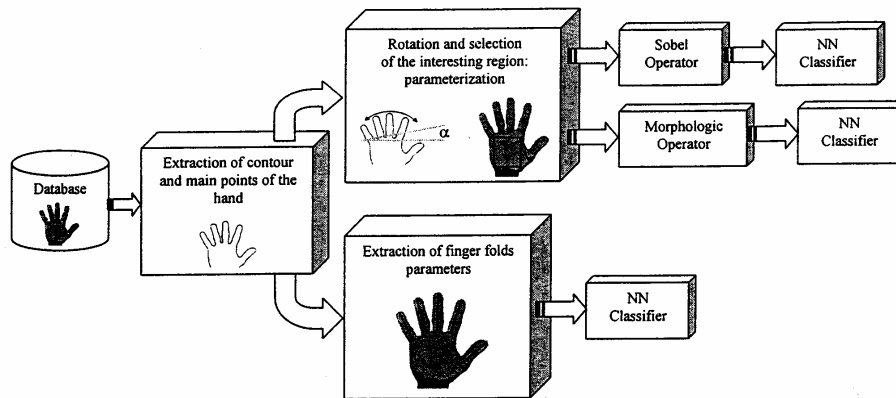 Database
Extraction of contour
and main points of the
hand
Rotation and selection
of the interesting region:
parameterization
α
Sobel
Operator
NN
Classifier
Morphologic
Operator
NN
Classifier
Extraction of finger folds
parameters
NN
Classifier